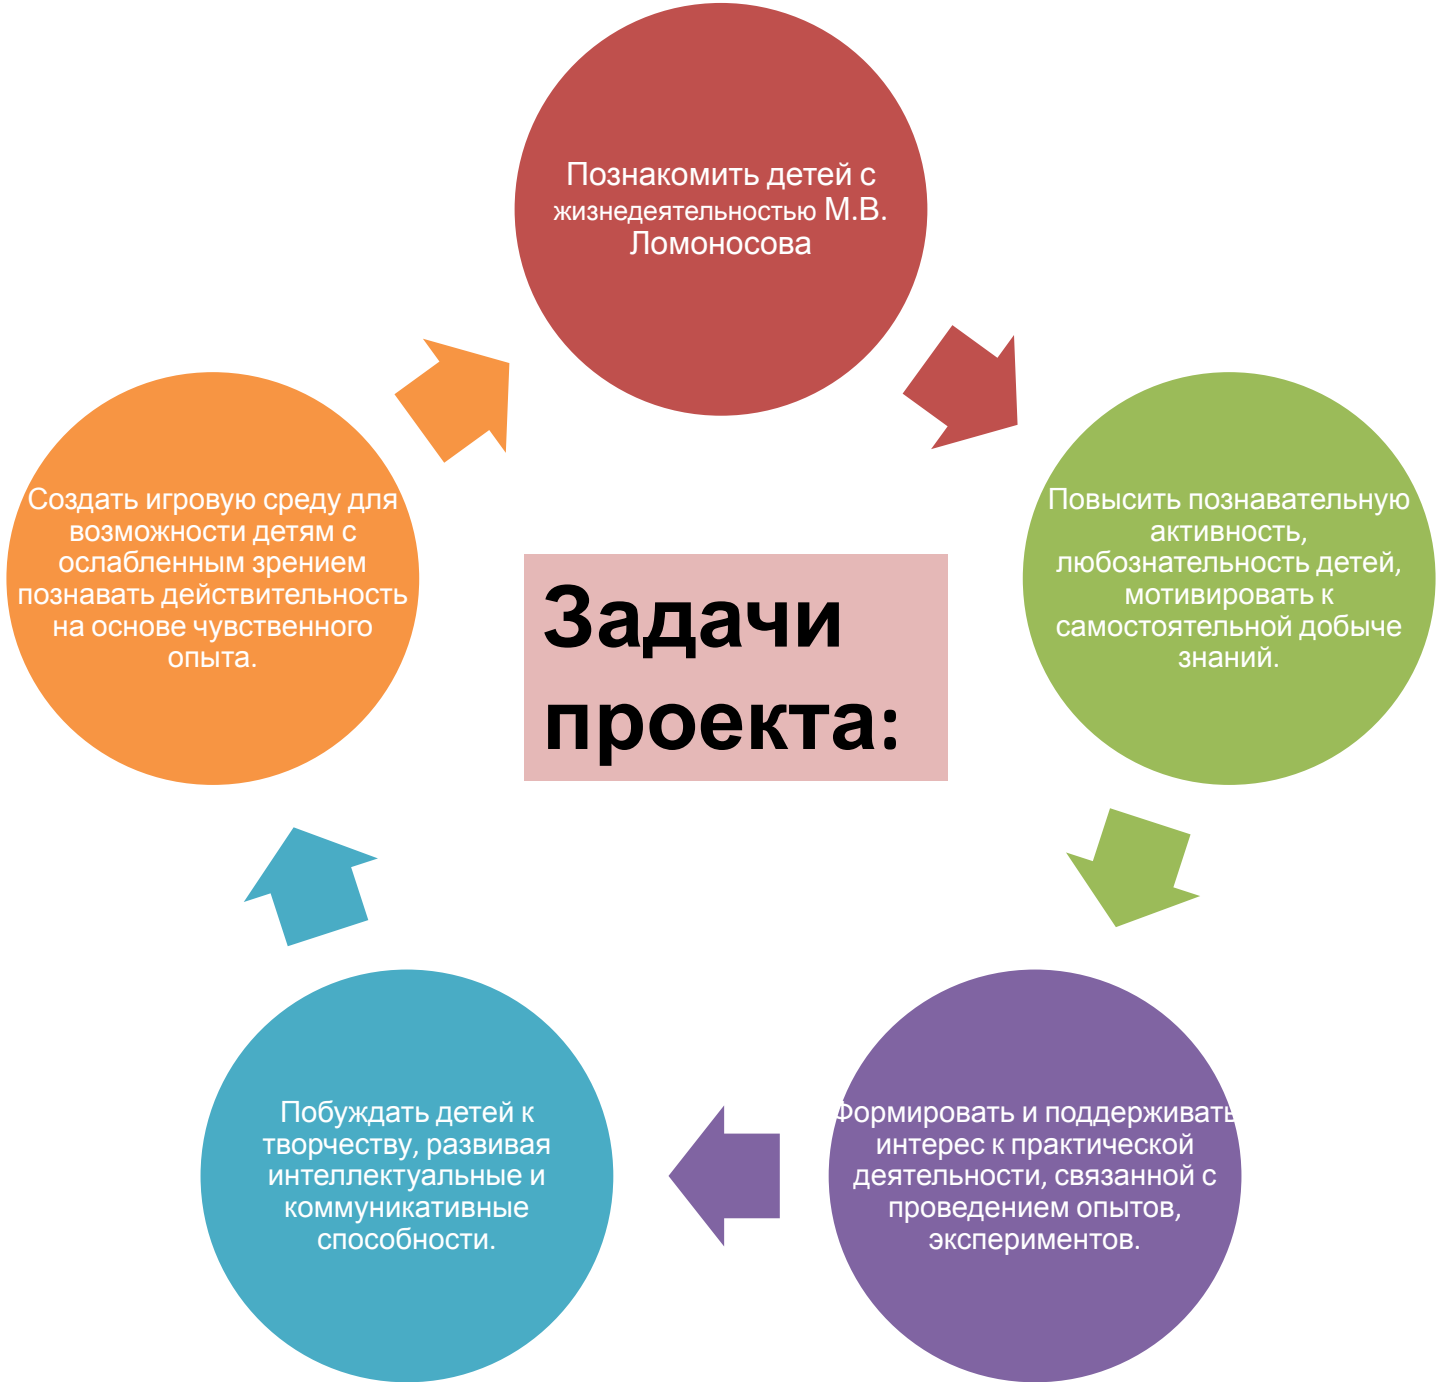 Познакомить детей с
жизнедеятельностью М.В.
Ломоносова
Повысить познавательную
активность,
любознательность детей,
мотивировать к
самостоятельной добыче
знаний.
Формировать и поддерживать
интерес к практической
деятельности, связанной с
проведением опытов,
экспериментов.
Побуждать детей к
творчеству, развивая
интеллектуальные и
коммуникативные
способности.
Создать игровую среду для
возможности детям с
ослабленным зрением
познавать действительность
на основе чувственного
опыта.
Задачи
проекта: